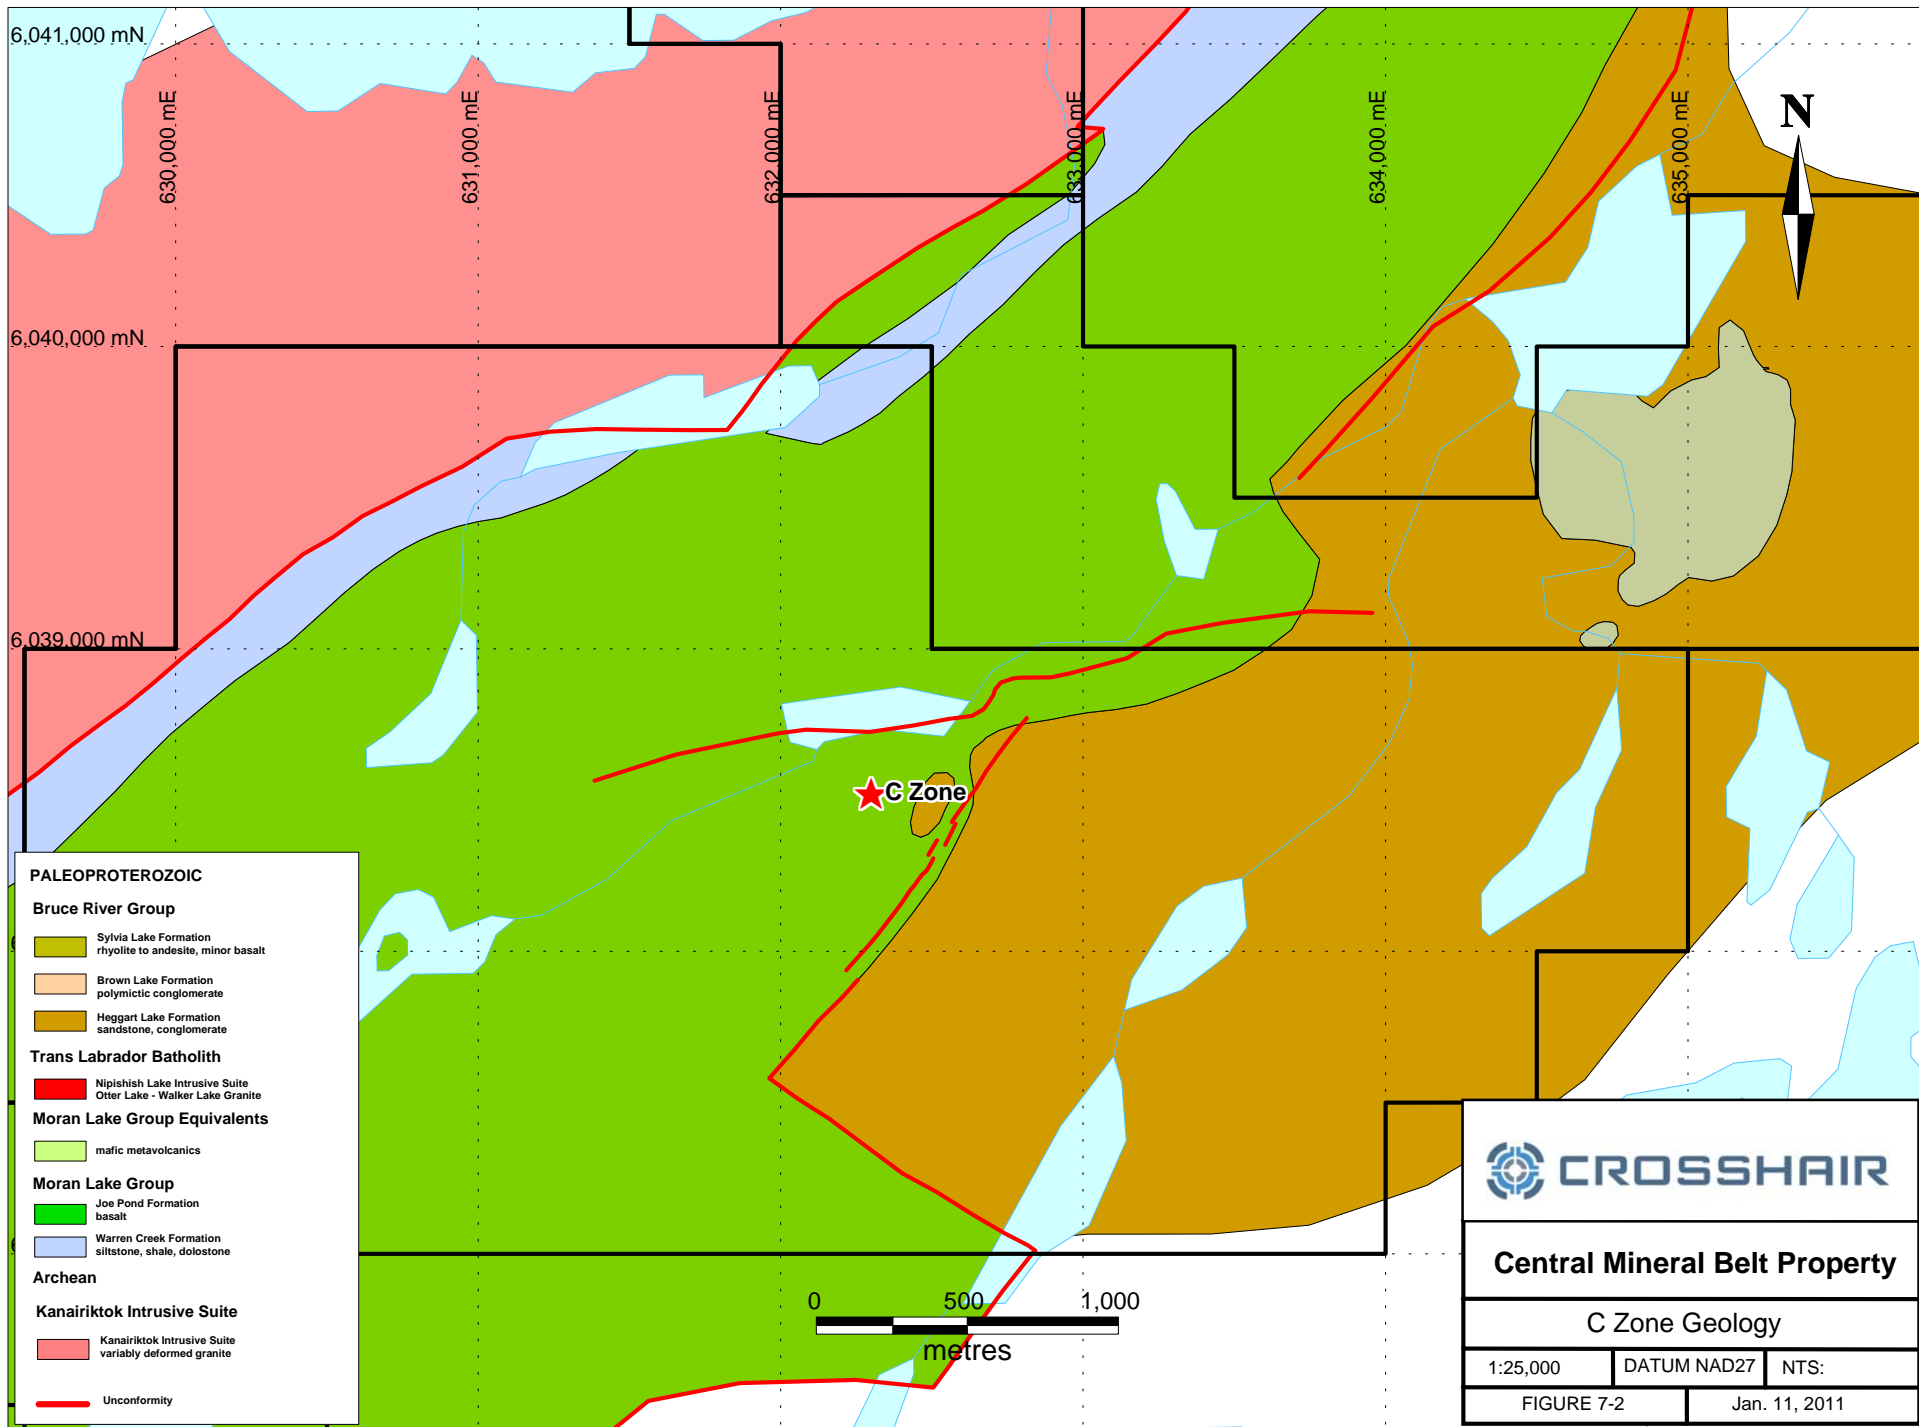 6,041,000 mN
630,000 mE
631,000 mE
632,000 mE
633,000 mE
634,000 mE
635,000 mE
N
6,040,000 mN
6,039,000 mN
C Zone
PALEOPROTEROZOIC
Bruce River Group
Sylvia Lake Formation
rhyolite to andesite, minor basalt
Brown Lake Formation
polymictic conglomerate
Heggart Lake Formation
sandstone, conglomerate
Trans Labrador Batholith
Nipishish Lake Intrusive Suite
Otter Lake - Walker Lake Granite
Moran Lake Group Equivalents
mafic metavolcanics
Moran Lake Group
Joe Pond Formation
basalt
Warren Creek Formation
siltstone, shale, dolostone
Archean
Kanairiktok Intrusive Suite
Kanairiktok Intrusive Suite
variably deformed granite
Unconformity
0 500 1,000
metres
CROSSHAIR
Central Mineral Belt Property
C Zone Geology
1:25,000 DATUM NAD27 NTS:
FIGURE 7-2 Jan. 11, 2011